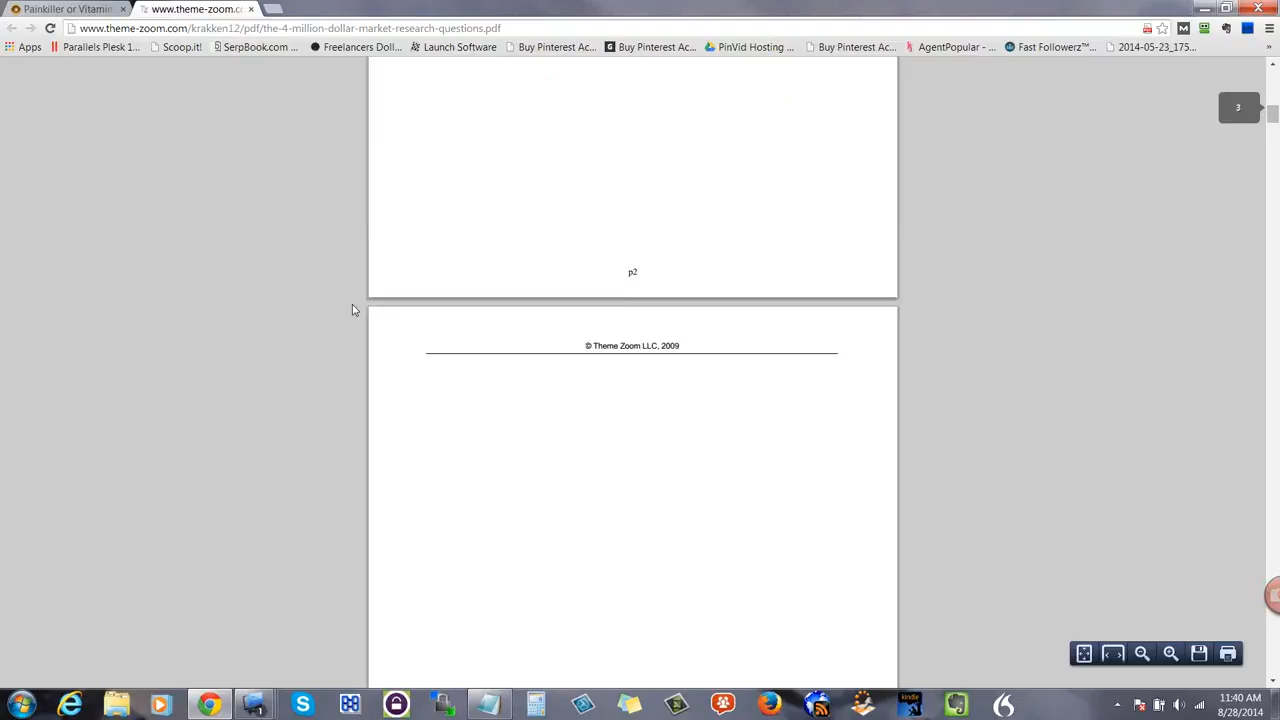 Painkiller or Vitamin
www.theme-zoom.c
www.theme-zoom.com/krakken12/pdf/the-4-million-dollar-market-research-questions.pdf
Apps
Parallels Plesk 1...
Scoop.it!
SerpBook.com ...
Freelancers Doll...
Launch Software
Buy Pinterest Ac...
Buy Pinterest Ac...
PinVid Hosting ...
Buy Pinterest Ac...
AgentPopular - ...
Fast Followerz™...
2014-05-23_175...
»
3
p2
© Theme Zoom LLC, 2009
kindle
11:40 AM
8/28/2014